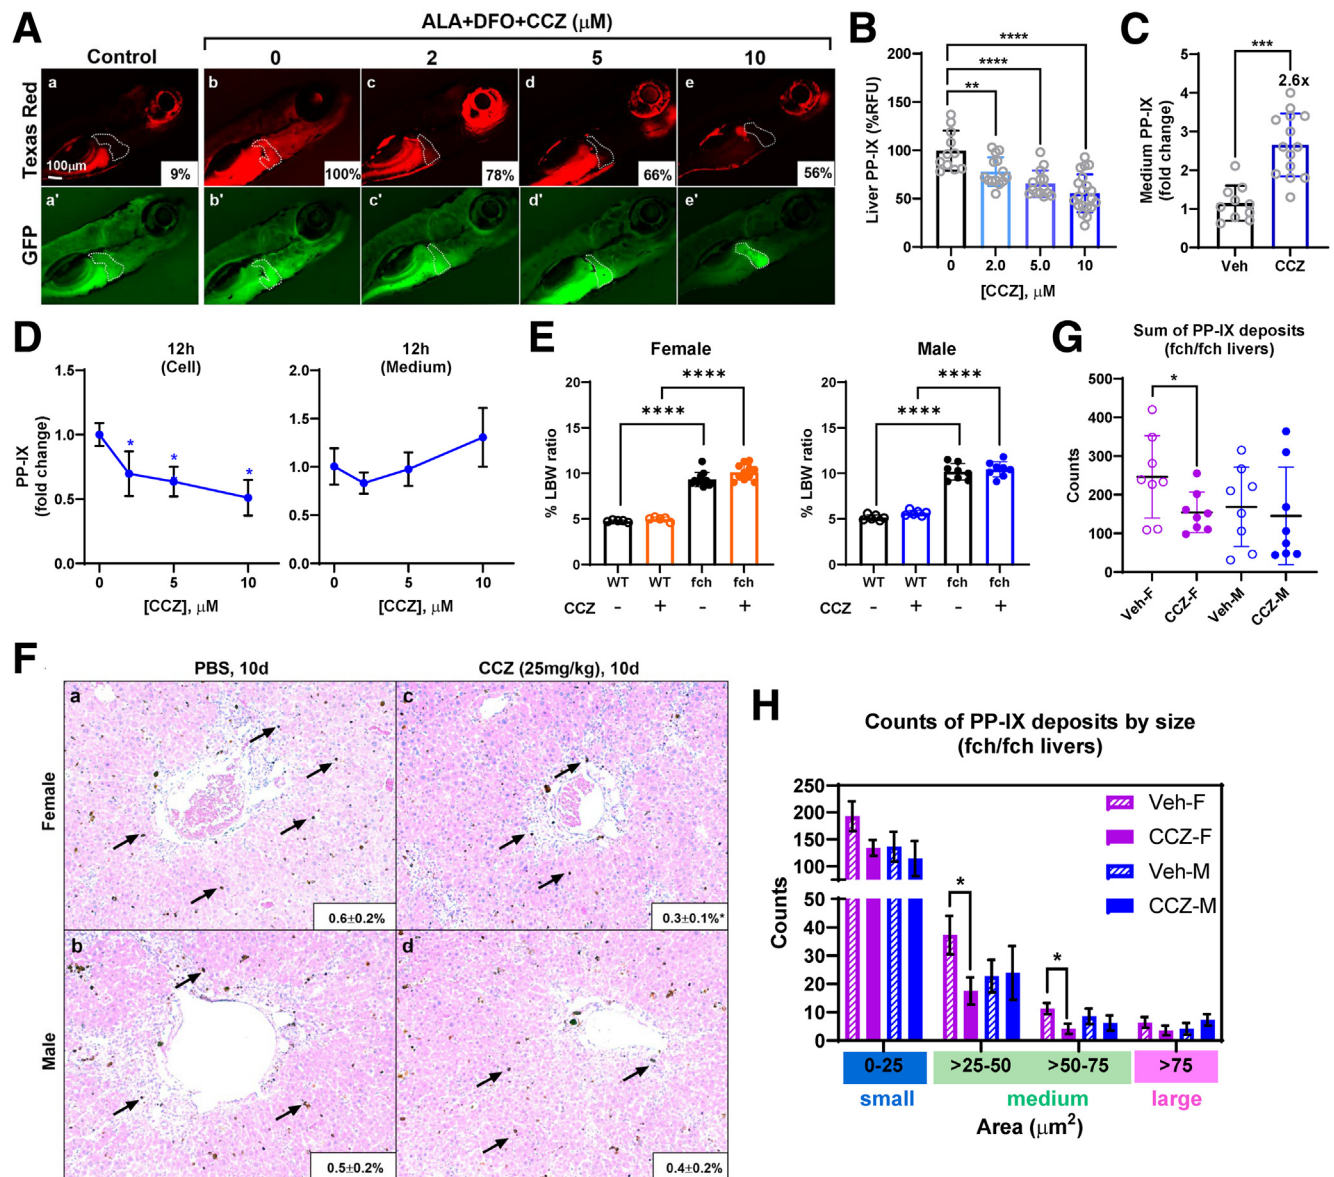 A
ALA+DFO+CCZ (μM)
Control 0 2 5 10
Texas Red
a b c d e
100μm
9% 100% 78% 66% 56%
GFP
a' b' c' d' e'
B
Liver PP-IX (%RFU)
200
150
100
50
0
**
****
****
0 2.0 5.0 10
[CCZ], μM
C
Medium PP-IX
(fold change)
5
4
3
2
1
0
***
2.6x
Veh CCZ
D
12h
(Cell)
PP-IX
(fold change)
1.5
1.0
0.5
0.0
* * *
0 5 10
[CCZ], μM
12h
(Medium)
2.0
1.5
1.0
0.5
0.0
0 5 10
[CCZ], μM
E
Female
% LBW ratio
20
15
10
5
0
****
****
WT WT fch fch
CCZ - + - +
Male
% LBW ratio
20
15
10
5
0
****
****
WT WT fch fch
- + - +
G
Sum of PP-IX deposits
(fch/fch livers)
Counts
500
400
300
200
100
0
*
Veh-F CCZ-F Veh-M CCZ-M
F
PBS, 10d CCZ (25mg/kg), 10d
Female
a c
0.6±0.2% 0.3±0.1%*
Male
b d
0.5±0.2% 0.4±0.2%
H
Counts of PP-IX deposits by size
(fch/fch livers)
Counts
250
200
150
100
50
40
30
20
10
0
* *
Veh-F
CCZ-F
Veh-M
CCZ-M
0-25 >25-50 >50-75 >75
small medium large
Area (μm²)